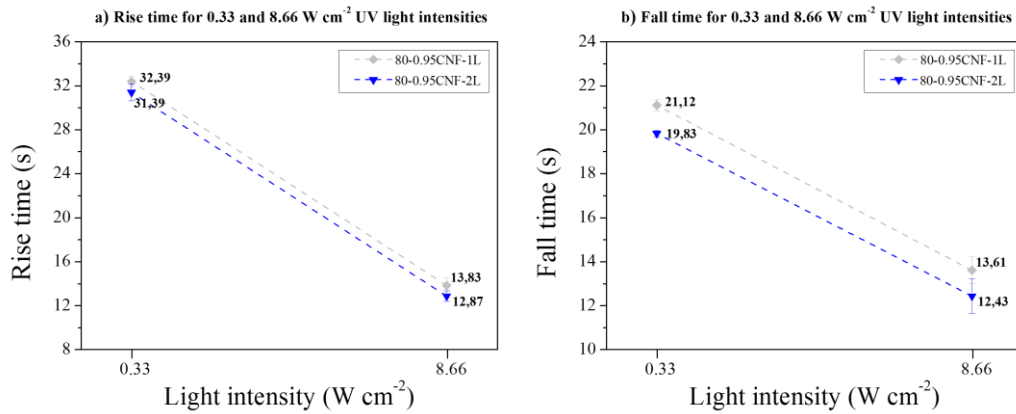 a) Rise time for 0.33 and 8.66 W cm⁻² UV light intensities
36
32
28
24
20
16
12
8
Rise time (s)
80-0.95CNF-1L
80-0.95CNF-2L
32,39
31,39
13,83
12,87
0.33
8.66
Light intensity (W cm⁻²)
b) Fall time for 0.33 and 8.66 W cm⁻² UV light intensities
24
22
20
18
16
14
12
10
Fall time (s)
80-0.95CNF-1L
80-0.95CNF-2L
21,12
19,83
13,61
12,43
0.33
8.66
Light intensity (W cm⁻²)